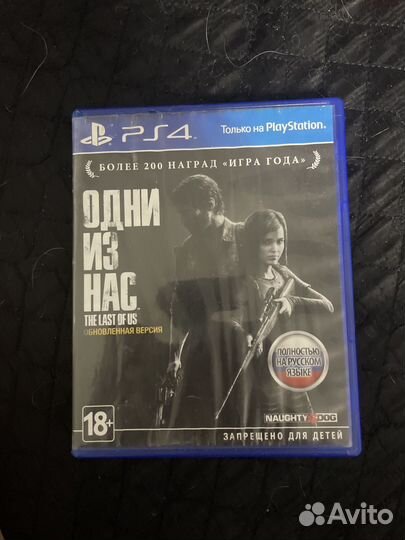 PS4
Только на PlayStation.
БОЛЕЕ 200 НАГРАД «ИГРА ГОДА»
ОДНИ
ИЗ
НАС
THE LAST OF US
ОБНОВЛЕННАЯ ВЕРСИЯ
ПОЛНОСТЬЮ
НА РУССКОМ
ЯЗЫКЕ
NAUGHTY DOG
18+
ЗАПРЕЩЕНО ДЛЯ ДЕТЕЙ
Avito